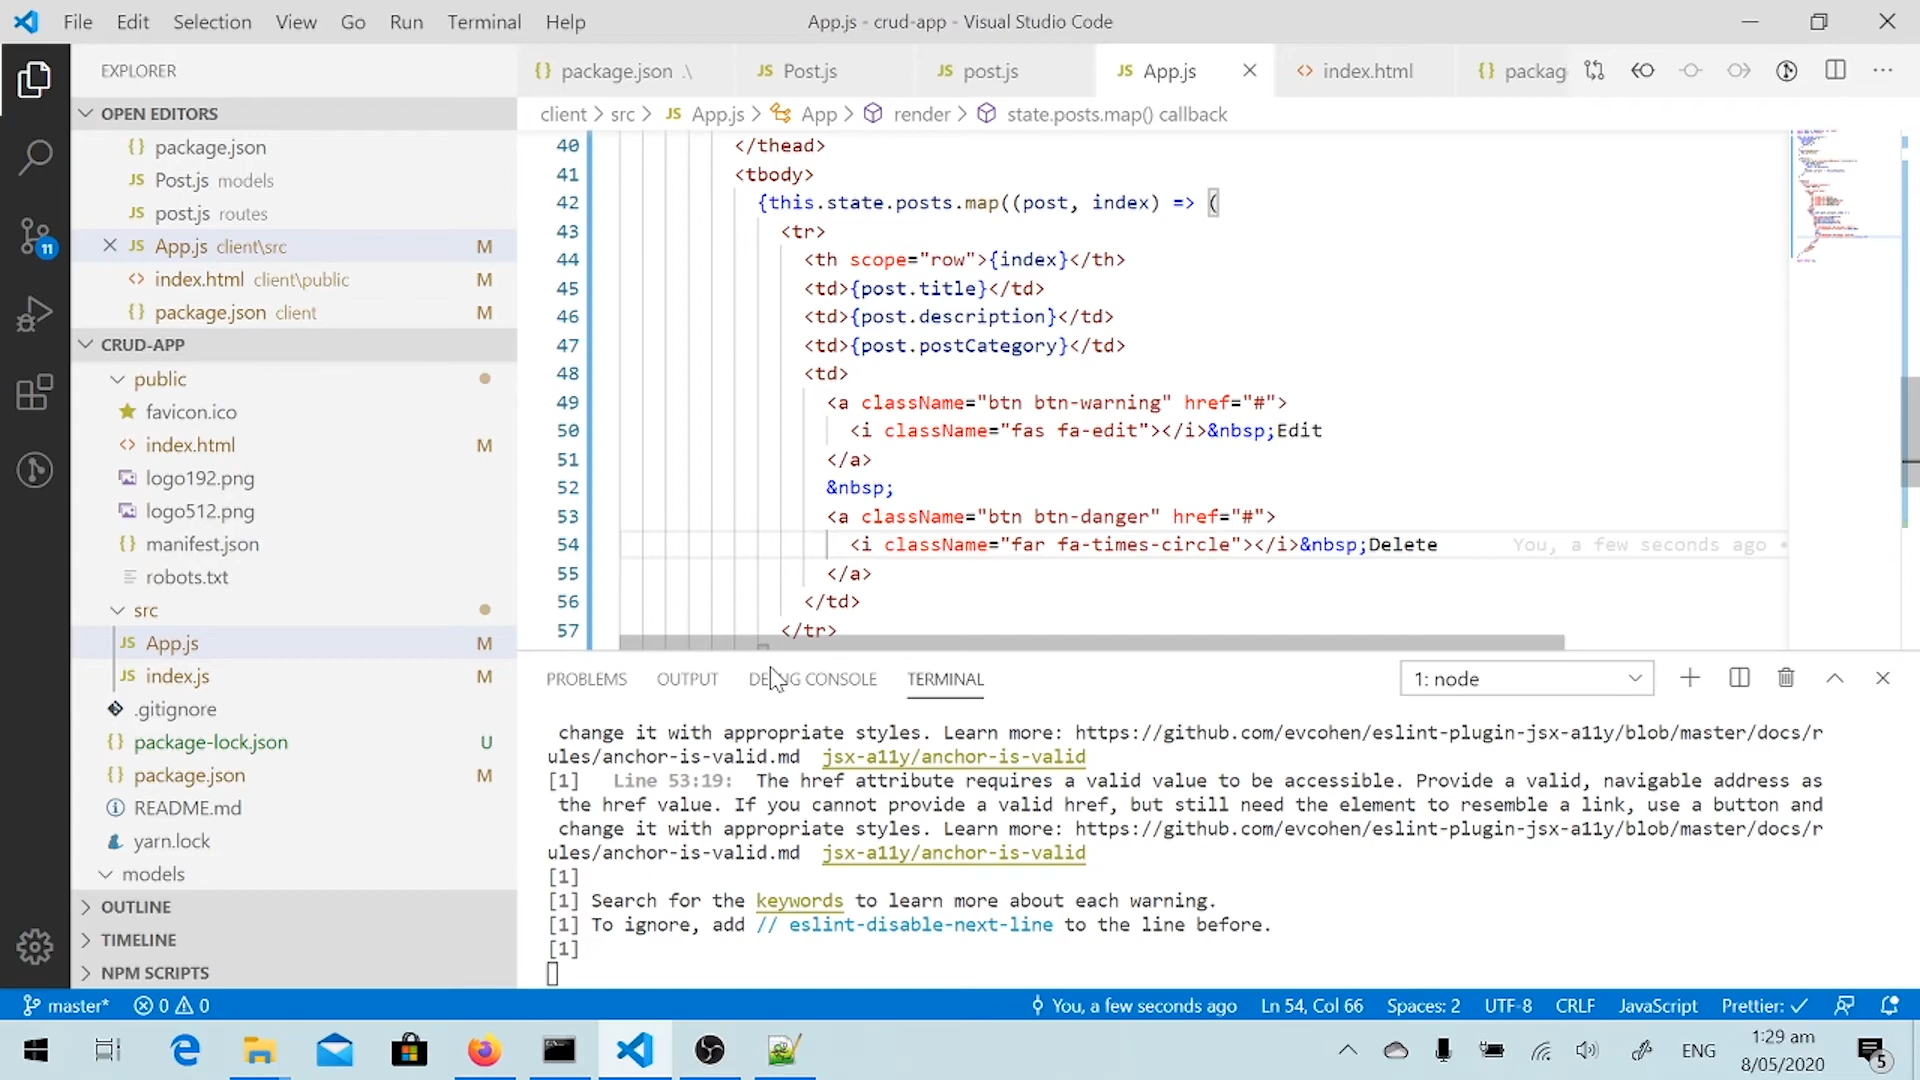 File Edit Selection View Go Run Terminal Help
App.js - crud-app - Visual Studio Code
EXPLORER
OPEN EDITORS
{} package.json
JS Post.js models
JS post.js routes
JS App.js client\src M
<> index.html client\public M
{} package.json client M
CRUD-APP
public
favicon.ico
<> index.html M
logo192.png
logo512.png
{} manifest.json
robots.txt
src
JS App.js M
JS index.js M
.gitignore
{} package-lock.json U
{} package.json M
README.md
yarn.lock
models
OUTLINE
TIMELINE
NPM SCRIPTS
11
{} package.json .\
JS Post.js
JS post.js
JS App.js
<> index.html
{} packag
client > src > JS App.js > App > render > state.posts.map() callback
40 </thead>
41 <tbody>
42 {this.state.posts.map((post, index) => (
43 <tr>
44 <th scope="row">{index}</th>
45 <td>{post.title}</td>
46 <td>{post.description}</td>
47 <td>{post.postCategory}</td>
48 <td>
49 <a className="btn btn-warning" href="#">
50 <i className="fas fa-edit"></i>&nbsp;Edit
51 </a>
52 &nbsp;
53 <a className="btn btn-danger" href="#">
54 <i className="far fa-times-circle"></i>&nbsp;Delete You, a few seconds ago •
55 </a>
56 </td>
57 </tr>
PROBLEMS OUTPUT DEBUG CONSOLE TERMINAL
1: node
change it with appropriate styles. Learn more: https://github.com/evcohen/eslint-plugin-jsx-a11y/blob/master/docs/r
ules/anchor-is-valid.md jsx-a11y/anchor-is-valid
[1] Line 53:19: The href attribute requires a valid value to be accessible. Provide a valid, navigable address as
the href value. If you cannot provide a valid href, but still need the element to resemble a link, use a button and
change it with appropriate styles. Learn more: https://github.com/evcohen/eslint-plugin-jsx-a11y/blob/master/docs/r
ules/anchor-is-valid.md jsx-a11y/anchor-is-valid
[1]
[1] Search for the keywords to learn more about each warning.
[1] To ignore, add // eslint-disable-next-line to the line before.
[1]
master* 0 0
You, a few seconds ago Ln 54, Col 66 Spaces: 2 UTF-8 CRLF JavaScript Prettier: ✓
ENG
1:29 am
8/05/2020
5